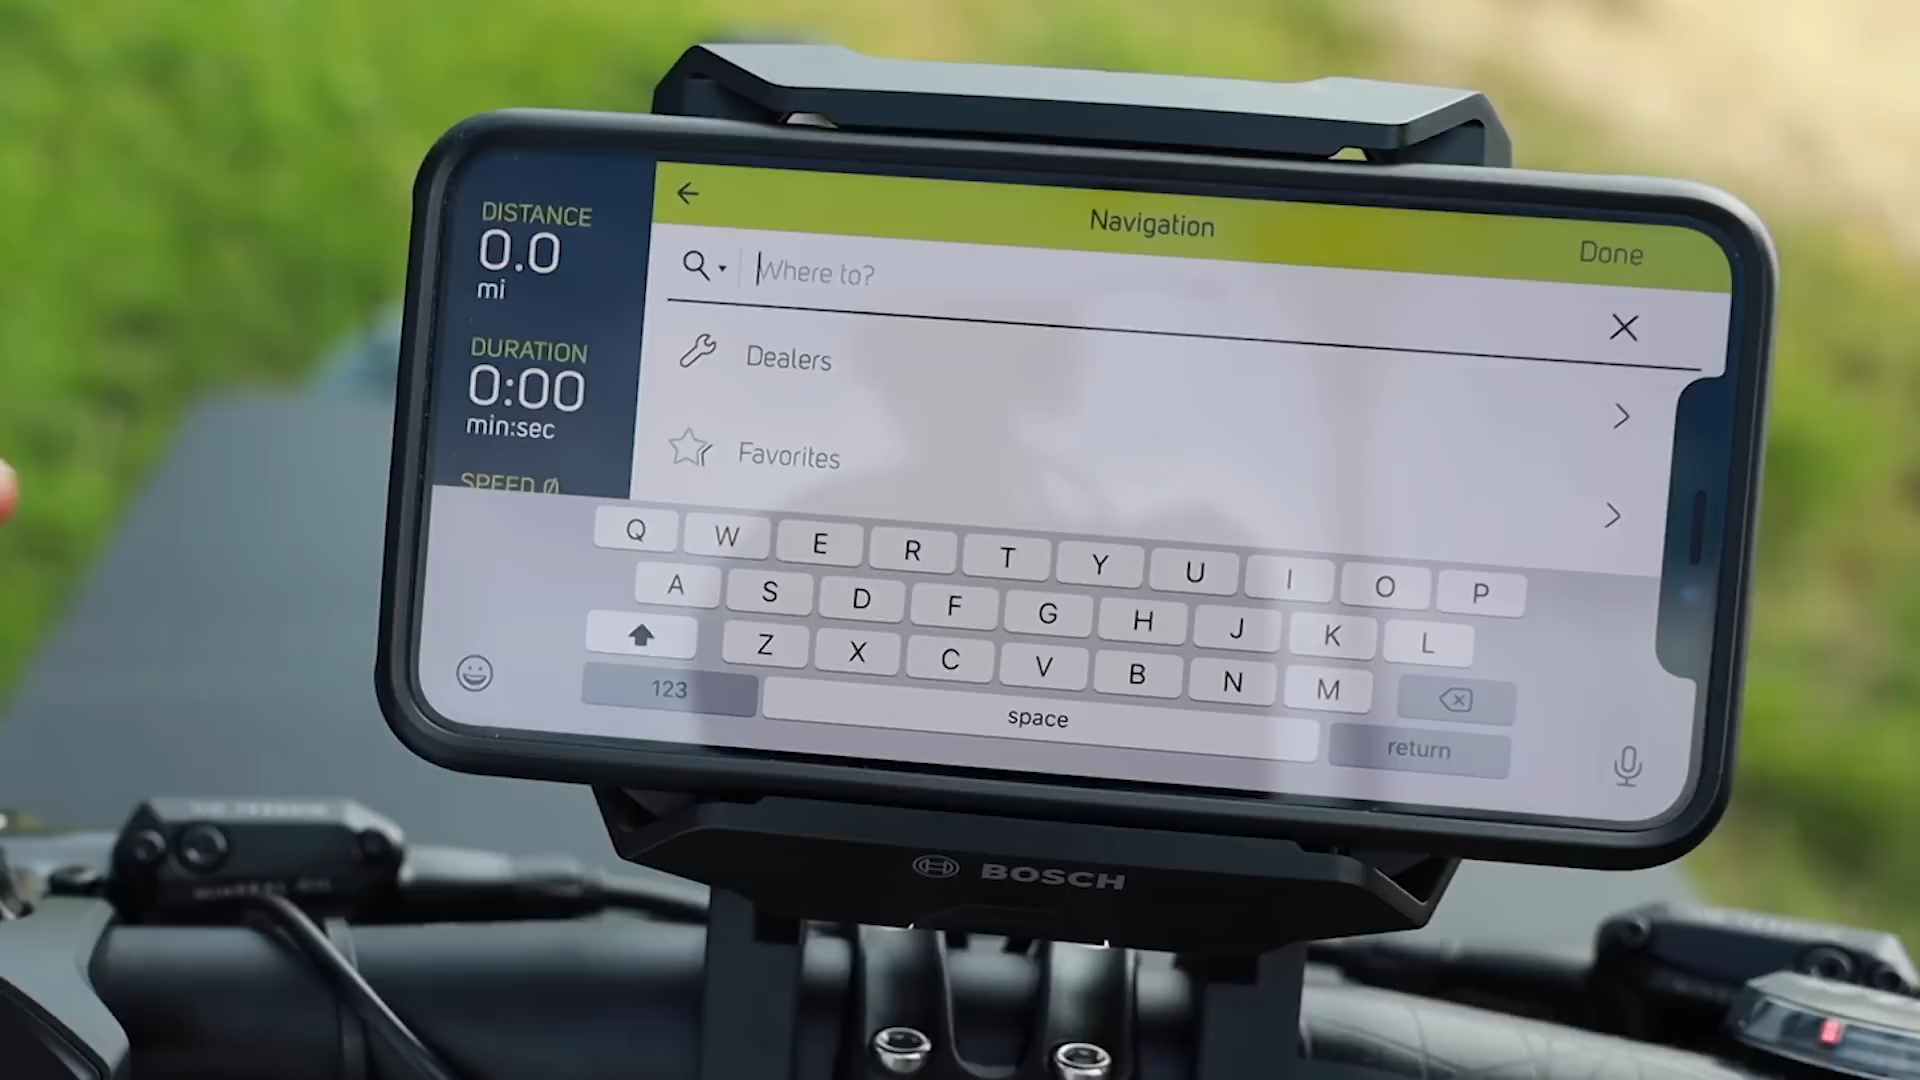 DISTANCE
0.0
mi
DURATION
0:00
min:sec
SPEED Ø
Navigation
Done
Where to?
Dealers
Favorites
Q W E R T Y U I O P
A S D F G H J K L
Z X C V B N M
123
space
return
BOSCH